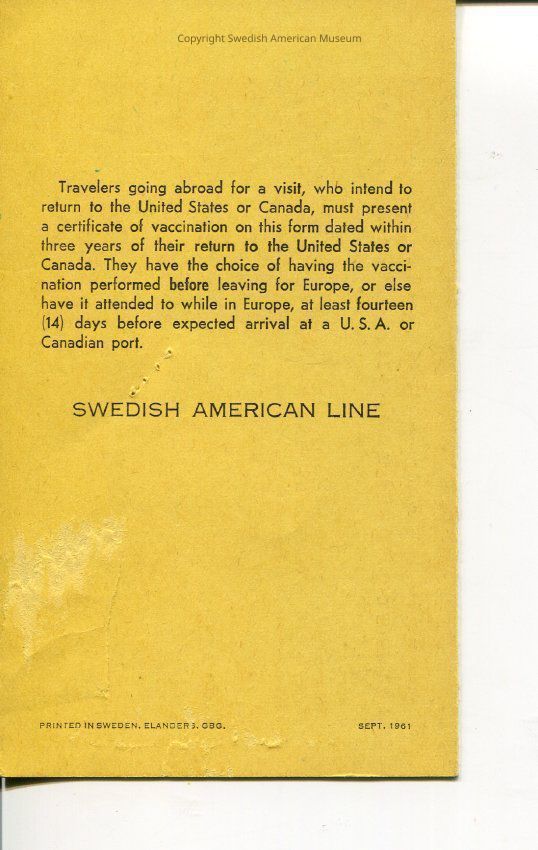 Copyright Swedish American Museum
Travelers going abroad for a visit, who intend to
return to the United States or Canada, must present
a certificate of vaccination on this form dated within
three years of their return to the United States or
Canada. They have the choice of having the vacci-
nation performed before leaving for Europe, or else
have it attended to while in Europe, at least fourteen
(14) days before expected arrival at a U. S. A. or
Canadian port.
SWEDISH AMERICAN LINE
PRINTED IN SWEDEN, ELANDERS, GBG. SEPT. 1961